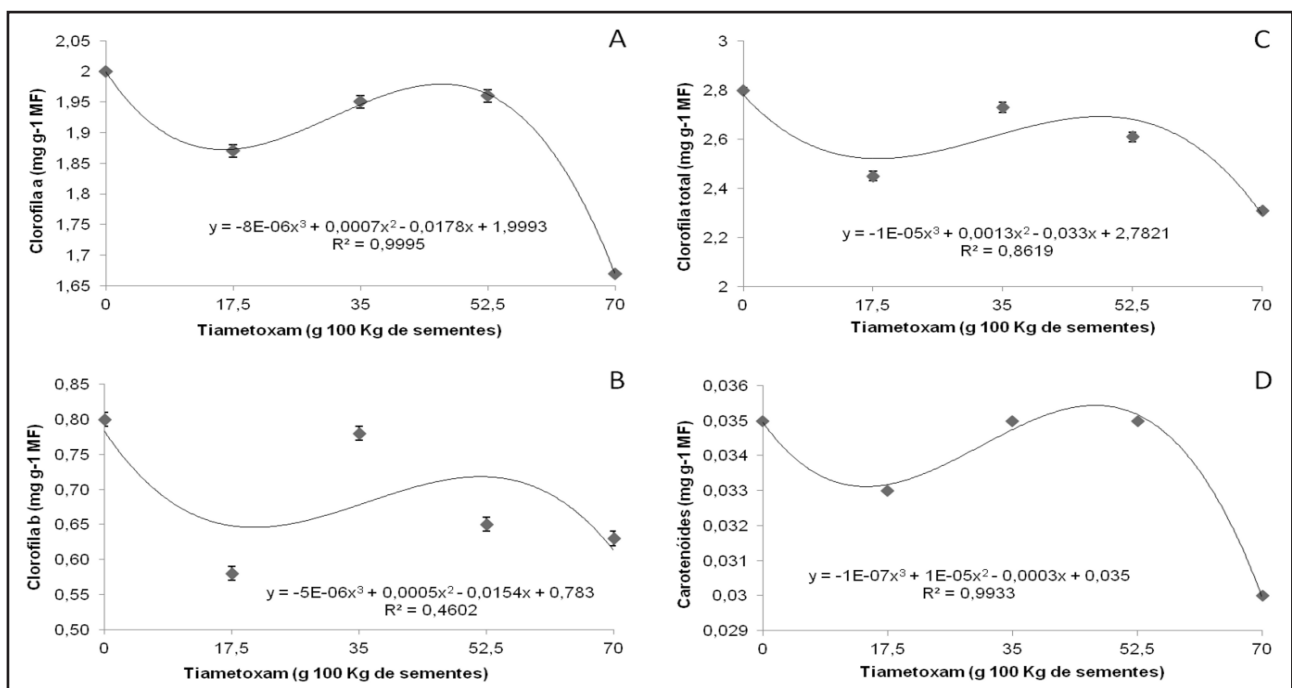 A
Clorofila a (mg g-1 MF)
2,05
2
1,95
1,9
1,85
1,8
1,75
1,7
1,65
y = -8E-06x³ + 0,0007x² - 0,0178x + 1,9993
R² = 0,9995
0 17,5 35 52,5 70
Tiametoxam (g 100 Kg de sementes)
C
Clorofila total (mg g-1 MF)
3
2,8
2,6
2,4
2,2
2
y = -1E-05x³ + 0,0013x² - 0,033x + 2,7821
R² = 0,8619
0 17,5 35 52,5 70
Tiametoxam (g 100 Kg de sementes)
B
Clorofila b (mg g-1 MF)
0,85
0,80
0,75
0,70
0,65
0,60
0,55
0,50
y = -5E-06x³ + 0,0005x² - 0,0154x + 0,783
R² = 0,4602
0 17,5 35 52,5 70
Tiametoxam (g 100 Kg de sementes)
D
Carotenóides (mg g-1 MF)
0,036
0,035
0,034
0,033
0,032
0,031
0,03
0,029
y = -1E-07x³ + 1E-05x² - 0,0003x + 0,035
R² = 0,9933
0 17,5 35 52,5 70
Tiametoxam (g 100 Kg de sementes)